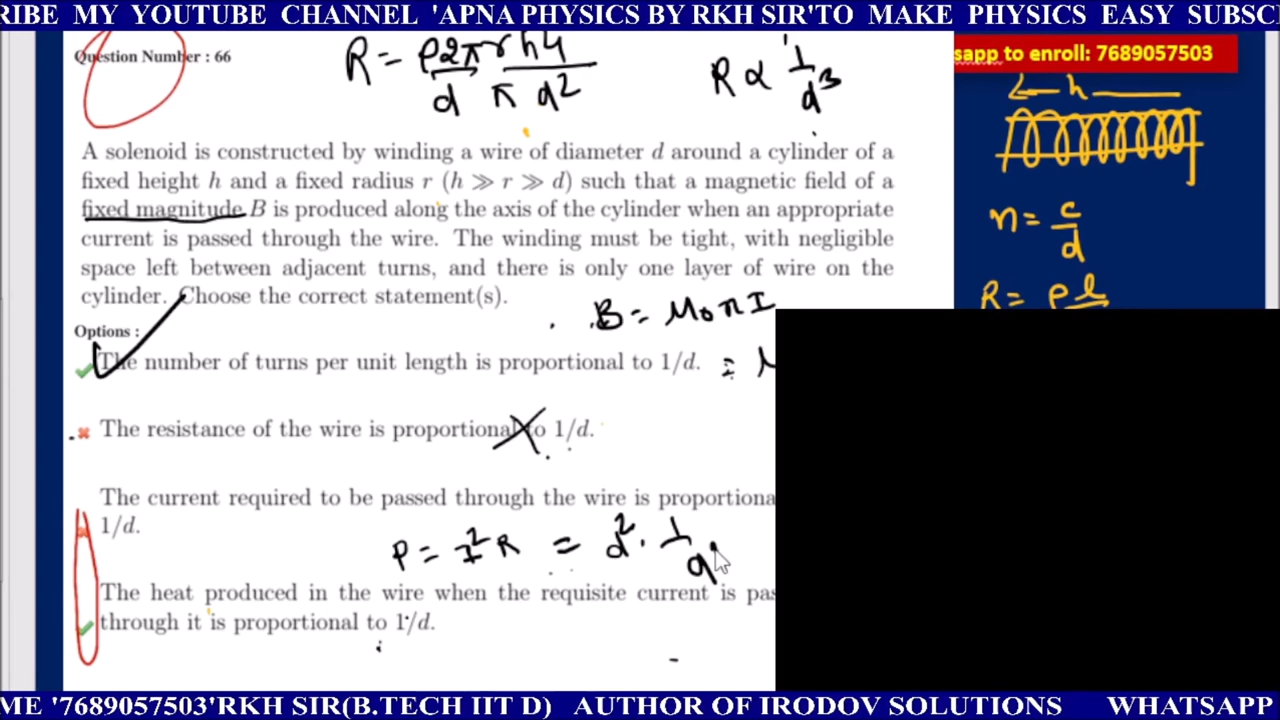 RIBE MY YOUTUBE CHANNEL 'APNA PHYSICS BY RKH SIR'TO MAKE PHYSICS EASY SUBSC
sapp to enroll: 7689057503
Question Number : 66
R = ρ2πrh4
d π d²
R ∝ 1/d³
h
A solenoid is constructed by winding a wire of diameter d around a cylinder of a
fixed height h and a fixed radius r (h ≫ r ≫ d) such that a magnetic field of a
fixed magnitude B is produced along the axis of the cylinder when an appropriate
current is passed through the wire. The winding must be tight, with negligible
space left between adjacent turns, and there is only one layer of wire on the
cylinder. Choose the correct statement(s).
n = c/d
R = ρl
B = μ₀nI
Options :
The number of turns per unit length is proportional to 1/d.
The resistance of the wire is proportional to 1/d.
The current required to be passed through the wire is proportiona
1/d.
P = I²R = d² · 1/d
The heat produced in the wire when the requisite current is pas
through it is proportional to 1/d.
ME '7689057503'RKH SIR(B.TECH IIT D) AUTHOR OF IRODOV SOLUTIONS WHATSAPP